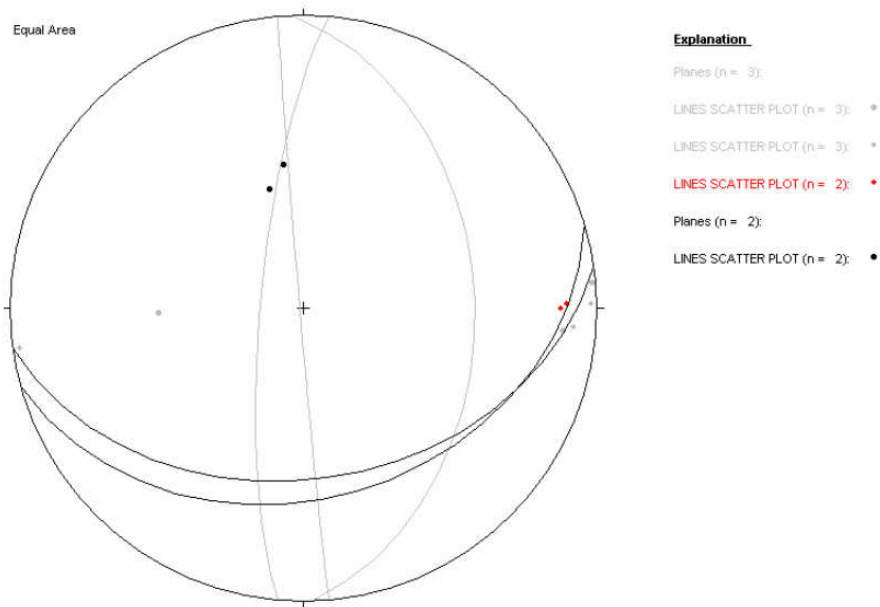 Equal Area
Explanation
Planes (n = 3):
LINES SCATTER PLOT (n = 3):
LINES SCATTER PLOT (n = 3):
LINES SCATTER PLOT (n = 2):
Planes (n = 2):
LINES SCATTER PLOT (n = 2):